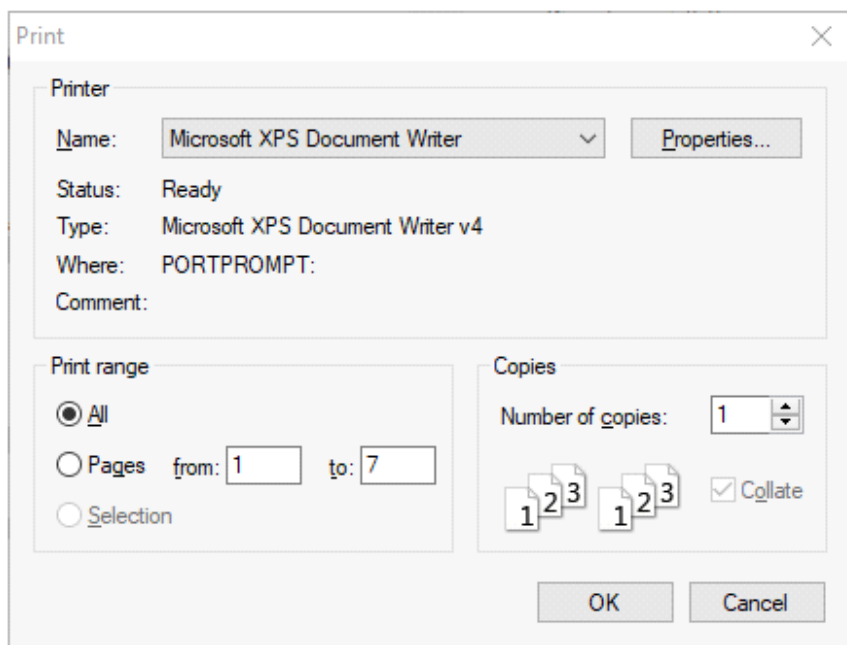 Print
Printer
Name: Microsoft XPS Document Writer Properties...
Status: Ready
Type: Microsoft XPS Document Writer v4
Where: PORTPROMPT:
Comment:
Print range
All
Pages from: 1 to: 7
Selection
Copies
Number of copies: 1
1 2 3 1 2 3 Collate
OK Cancel